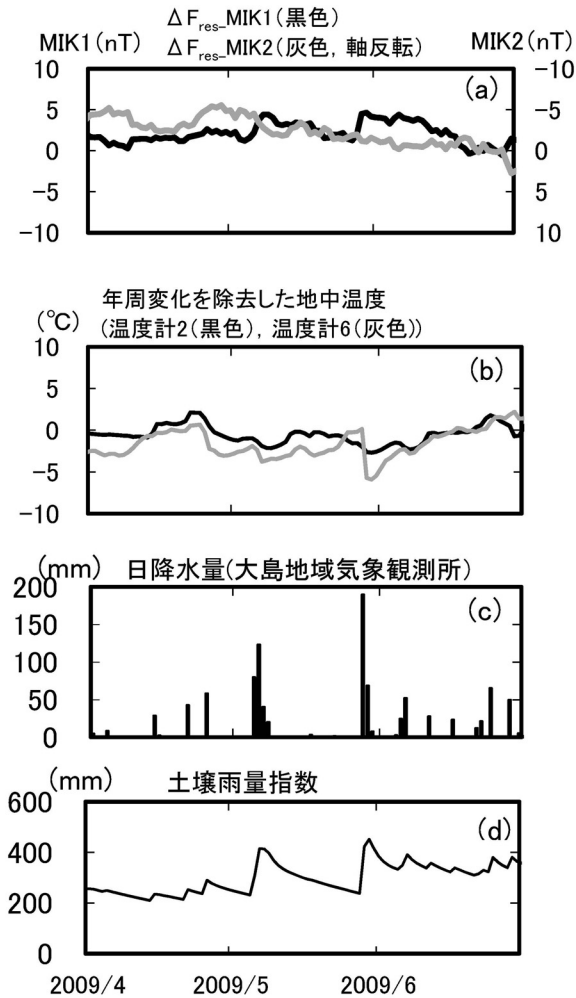 ΔFres_MIK1(黒色)
MIK1(nT) ΔFres_MIK2(灰色, 軸反転) MIK2(nT)
10 (a) -10
5 -5
0 0
-5 5
-10 10
年周変化を除去した地中温度
(℃) (温度計2(黒色), 温度計6(灰色))
10 (b)
5
0
-5
-10
(mm) 日降水量(大島地域気象観測所)
200 (c)
150
100
50
0
(mm) 土壌雨量指数
600 (d)
400
200
0
2009/4 2009/5 2009/6